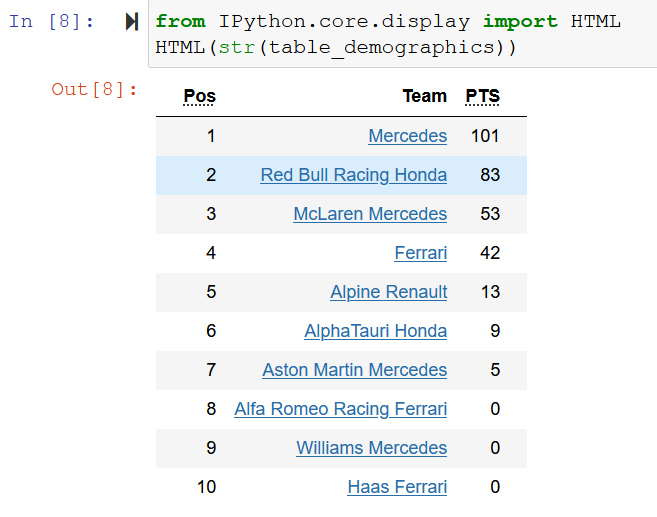 In [8]: from IPython.core.display import HTML
HTML(str(table_demographics))
Out[8]:
Pos Team PTS
1 Mercedes 101
2 Red Bull Racing Honda 83
3 McLaren Mercedes 53
4 Ferrari 42
5 Alpine Renault 13
6 AlphaTauri Honda 9
7 Aston Martin Mercedes 5
8 Alfa Romeo Racing Ferrari 0
9 Williams Mercedes 0
10 Haas Ferrari 0